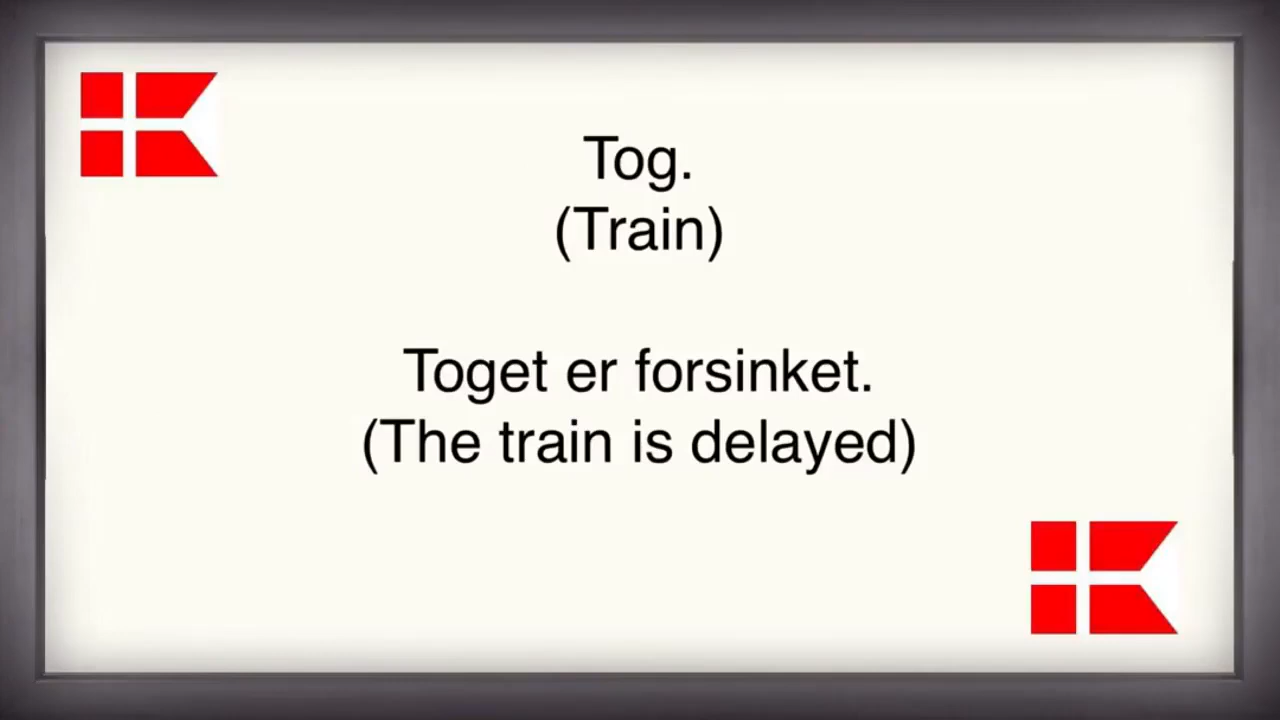 Tog.
(Train)
Toget er forsinket.
(The train is delayed)